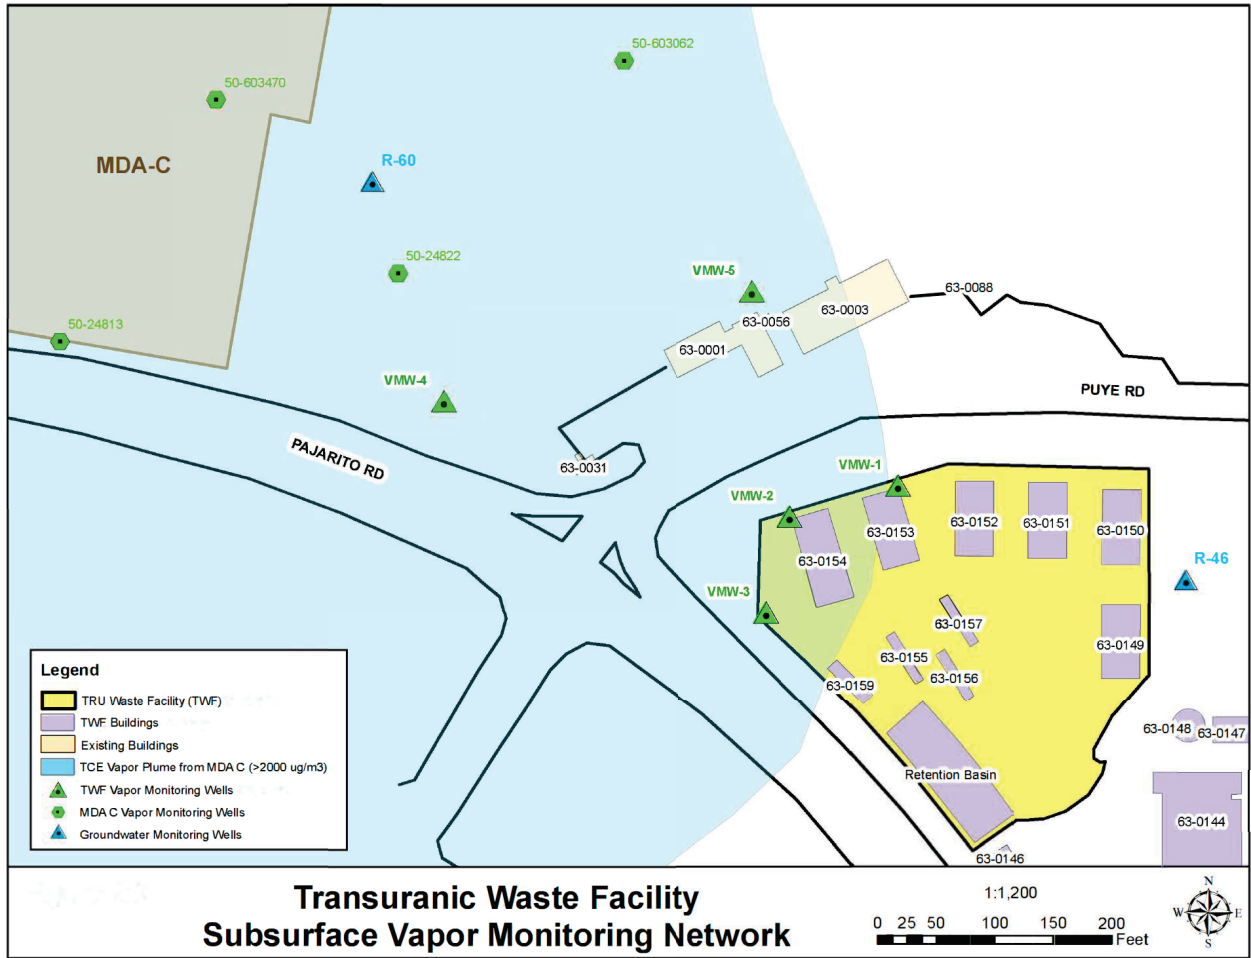 50-603062
50-603470
MDA-C
R-60
50-24822
VMW-5
63-0088
63-0003
63-0056
50-24813
63-0001
VMW-4
PUYE RD
PAJARITO RD
63-0031
VMW-1
VMW-2
63-0152
63-0151
63-0150
63-0153
63-0154
R-46
VMW-3
63-0157
63-0149
63-0155
63-0156
63-0159
63-0148
63-0147
Retention Basin
63-0144
63-0146
Legend
TRU Waste Facility (TWF)
TWF Buildings
Existing Buildings
TCE Vapor Plume from MDA C (>2000 ug/m3)
TWF Vapor Monitoring Wells
MDA C Vapor Monitoring Wells
Groundwater Monitoring Wells
Transuranic Waste Facility
Subsurface Vapor Monitoring Network
1:1,200
0 25 50 100 150 200
Feet
N
W E
S